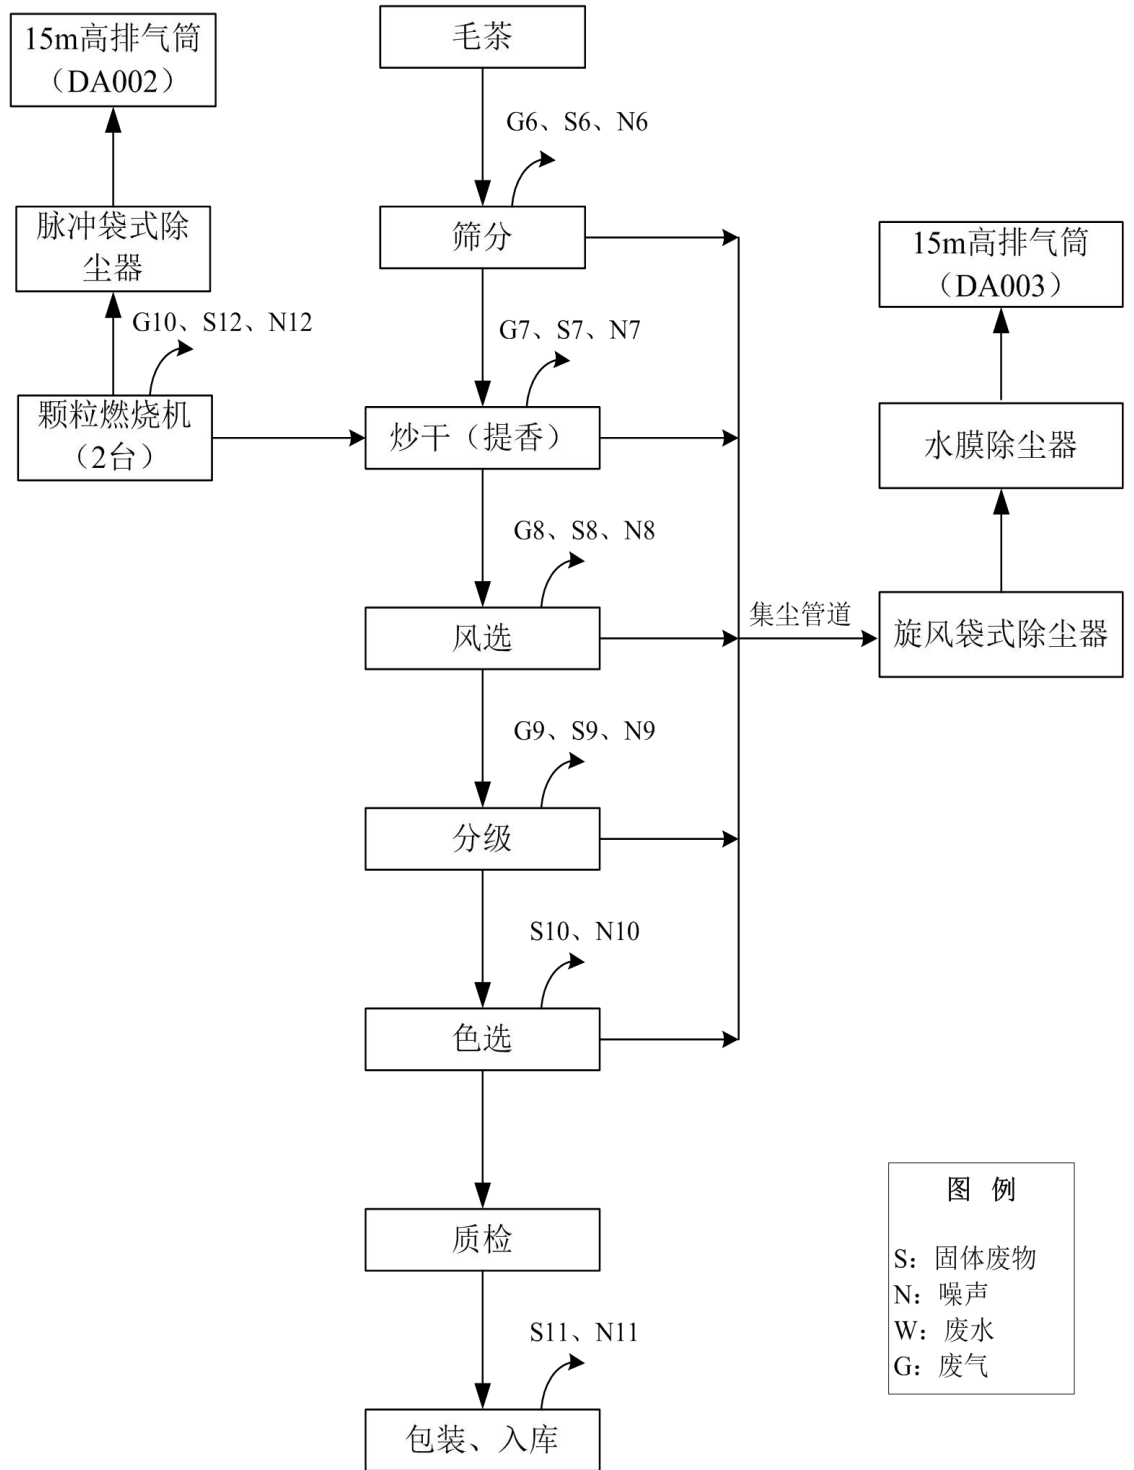 15m高排气筒
（DA002）
毛茶
G6、S6、N6
脉冲袋式除
尘器
筛分
15m高排气筒
（DA003）
G10、S12、N12
G7、S7、N7
颗粒燃烧机
（2台）
炒干（提香）
水膜除尘器
G8、S8、N8
风选
集尘管道
旋风袋式除尘器
G9、S9、N9
分级
S10、N10
色选
质检
S11、N11
包装、入库
图 例
S：固体废物
N：噪声
W：废水
G：废气